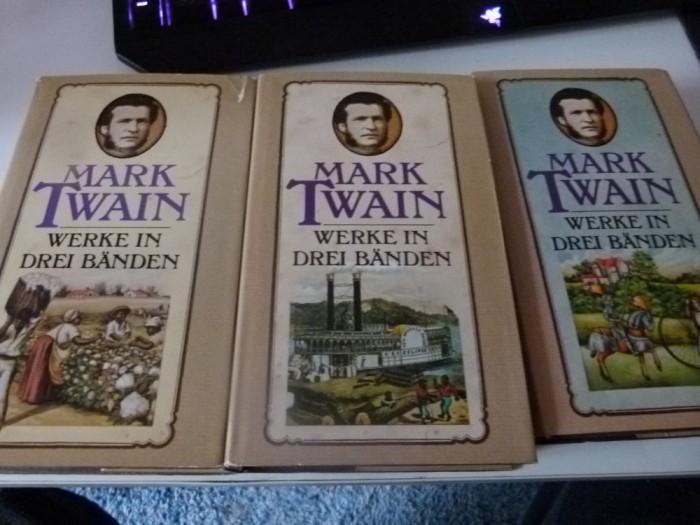 MARK
TWAIN
WERKE IN
DREI BÄNDEN
MARK
TWAIN
WERKE IN
DREI BÄNDEN
MARK
TWAIN
WERKE IN
DREI BÄNDEN